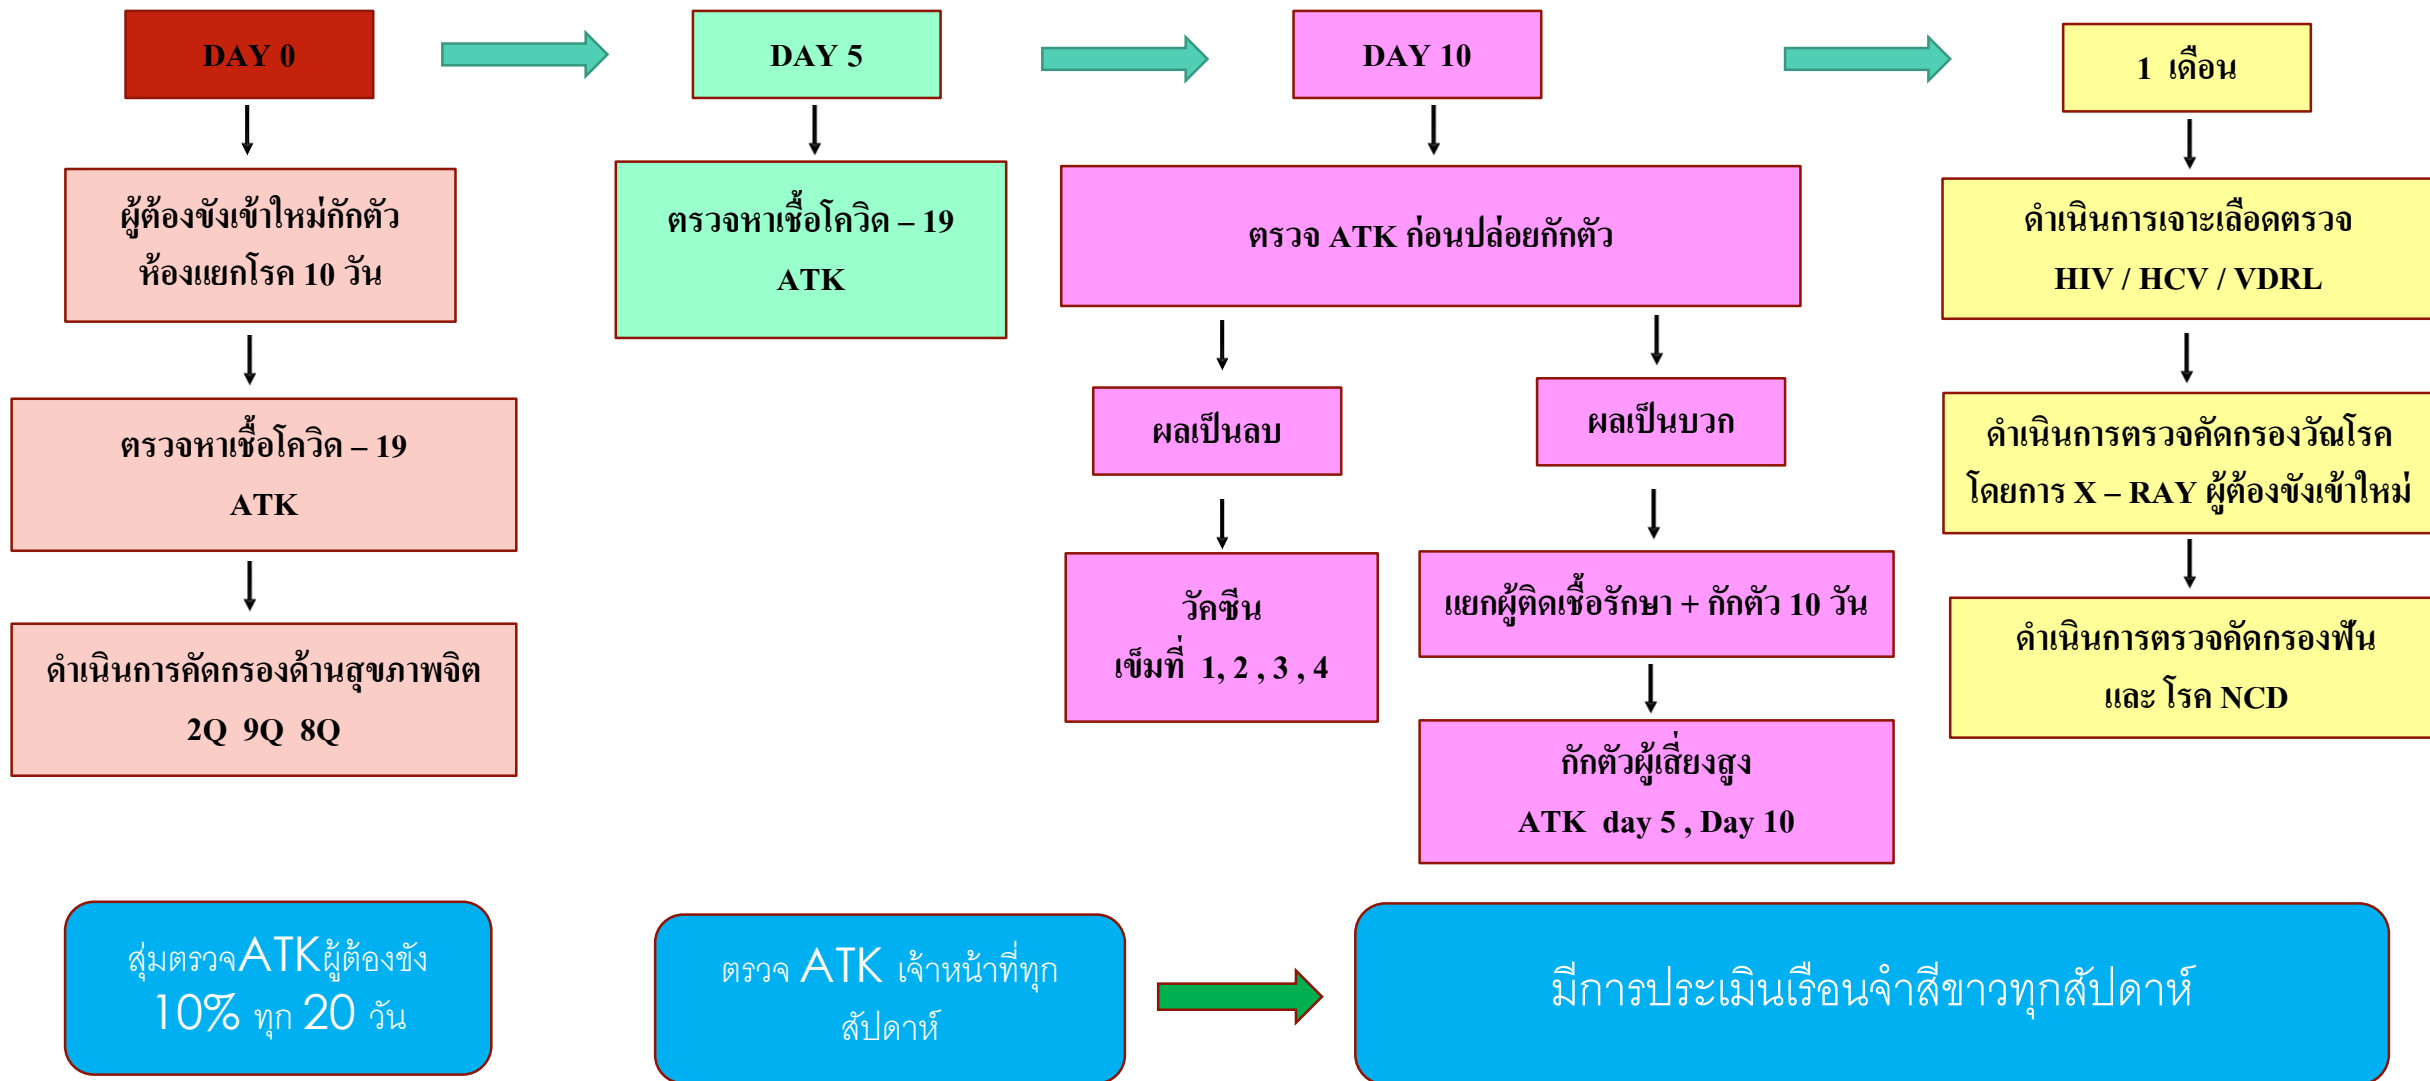 DAY 0
DAY 5
DAY 10
1 เดือน
ผู้ต้องขังเข้าใหม่กักตัว
ห้องแยกโรค 10 วัน
ตรวจหาเชื้อโควิด – 19
ATK
ดำเนินการคัดกรองด้านสุขภาพจิต
2Q 9Q 8Q
ตรวจหาเชื้อโควิด – 19
ATK
ตรวจ ATK ก่อนปล่อยกักตัว
ผลเป็นลบ
วัคซีน
เข็มที่ 1, 2 , 3 , 4
ผลเป็นบวก
แยกผู้ติดเชื้อรักษา + กักตัว 10 วัน
กักตัวผู้เสี่ยงสูง
ATK day 5 , Day 10
ดำเนินการเจาะเลือดตรวจ
HIV / HCV / VDRL
ดำเนินการตรวจคัดกรองวัณโรค
โดยการ X – RAY ผู้ต้องขังเข้าใหม่
ดำเนินการตรวจคัดกรองฟัน
และ โรค NCD
สุ่มตรวจATKผู้ต้องขัง
10% ทุก 20 วัน
ตรวจ ATK เจ้าหน้าที่ทุก
สัปดาห์
มีการประเมินเรือนจำสีขาวทุกสัปดาห์